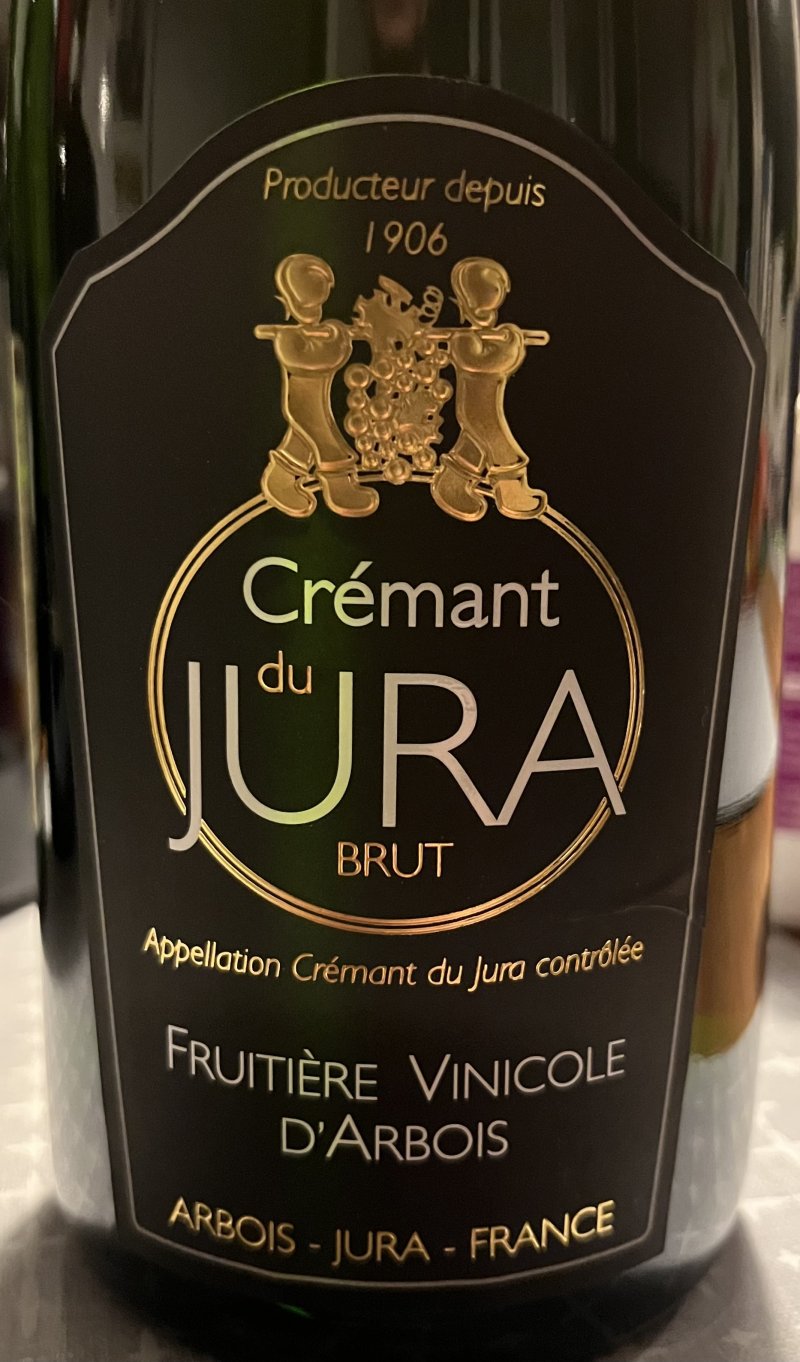 Producteur depuis
1906
Crémant
du
JURA
BRUT
Appellation Crémant du Jura contrôlée
FRUITIÈRE VINICOLE
D'ARBOIS
ARBOIS - JURA - FRANCE